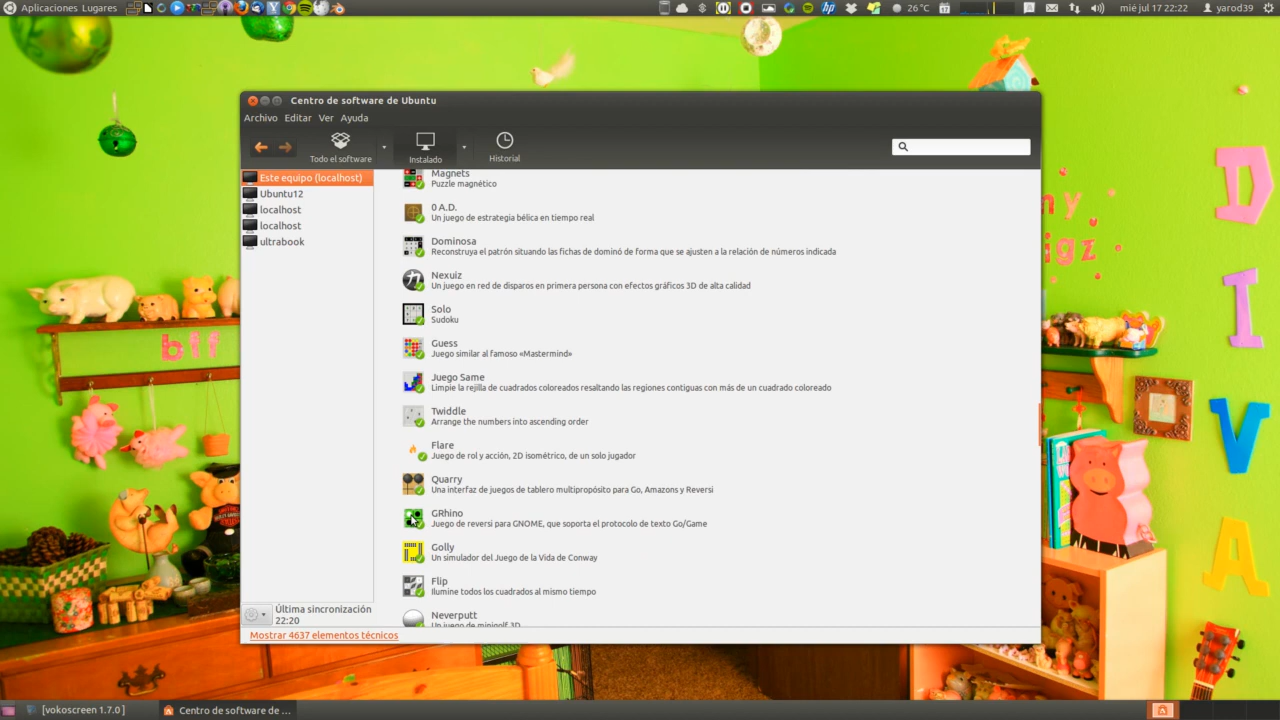 Aplicaciones Lugares
26°C
mié jul 17 22:22
yarod39
Centro de software de Ubuntu
Archivo Editar Ver Ayuda
Todo el software
Instalado
Historial
Este equipo (localhost)
Ubuntu12
localhost
localhost
ultrabook
Magnets
Puzzle magnético
0 A.D.
Un juego de estrategia bélica en tiempo real
Dominosa
Reconstruya el patrón situando las fichas de dominó de forma que se ajusten a la relación de números indicada
Nexuiz
Un juego en red de disparos en primera persona con efectos gráficos 3D de alta calidad
Solo
Sudoku
Guess
Juego similar al famoso «Mastermind»
Juego Same
Limpie la rejilla de cuadrados coloreados resaltando las regiones contiguas con más de un cuadrado coloreado
Twiddle
Arrange the numbers into ascending order
Flare
Juego de rol y acción, 2D isométrico, de un solo jugador
Quarry
Una interfaz de juegos de tablero multipropósito para Go, Amazons y Reversi
GRhino
Juego de reversi para GNOME, que soporta el protocolo de texto Go/Game
Golly
Un simulador del Juego de la Vida de Conway
Flip
Ilumine todos los cuadrados al mismo tiempo
Neverputt
Un juego de minigolf 3D
Última sincronización
22:20
Mostrar 4637 elementos técnicos
DIVA
[vokoscreen 1.7.0 ]
Centro de software de ...